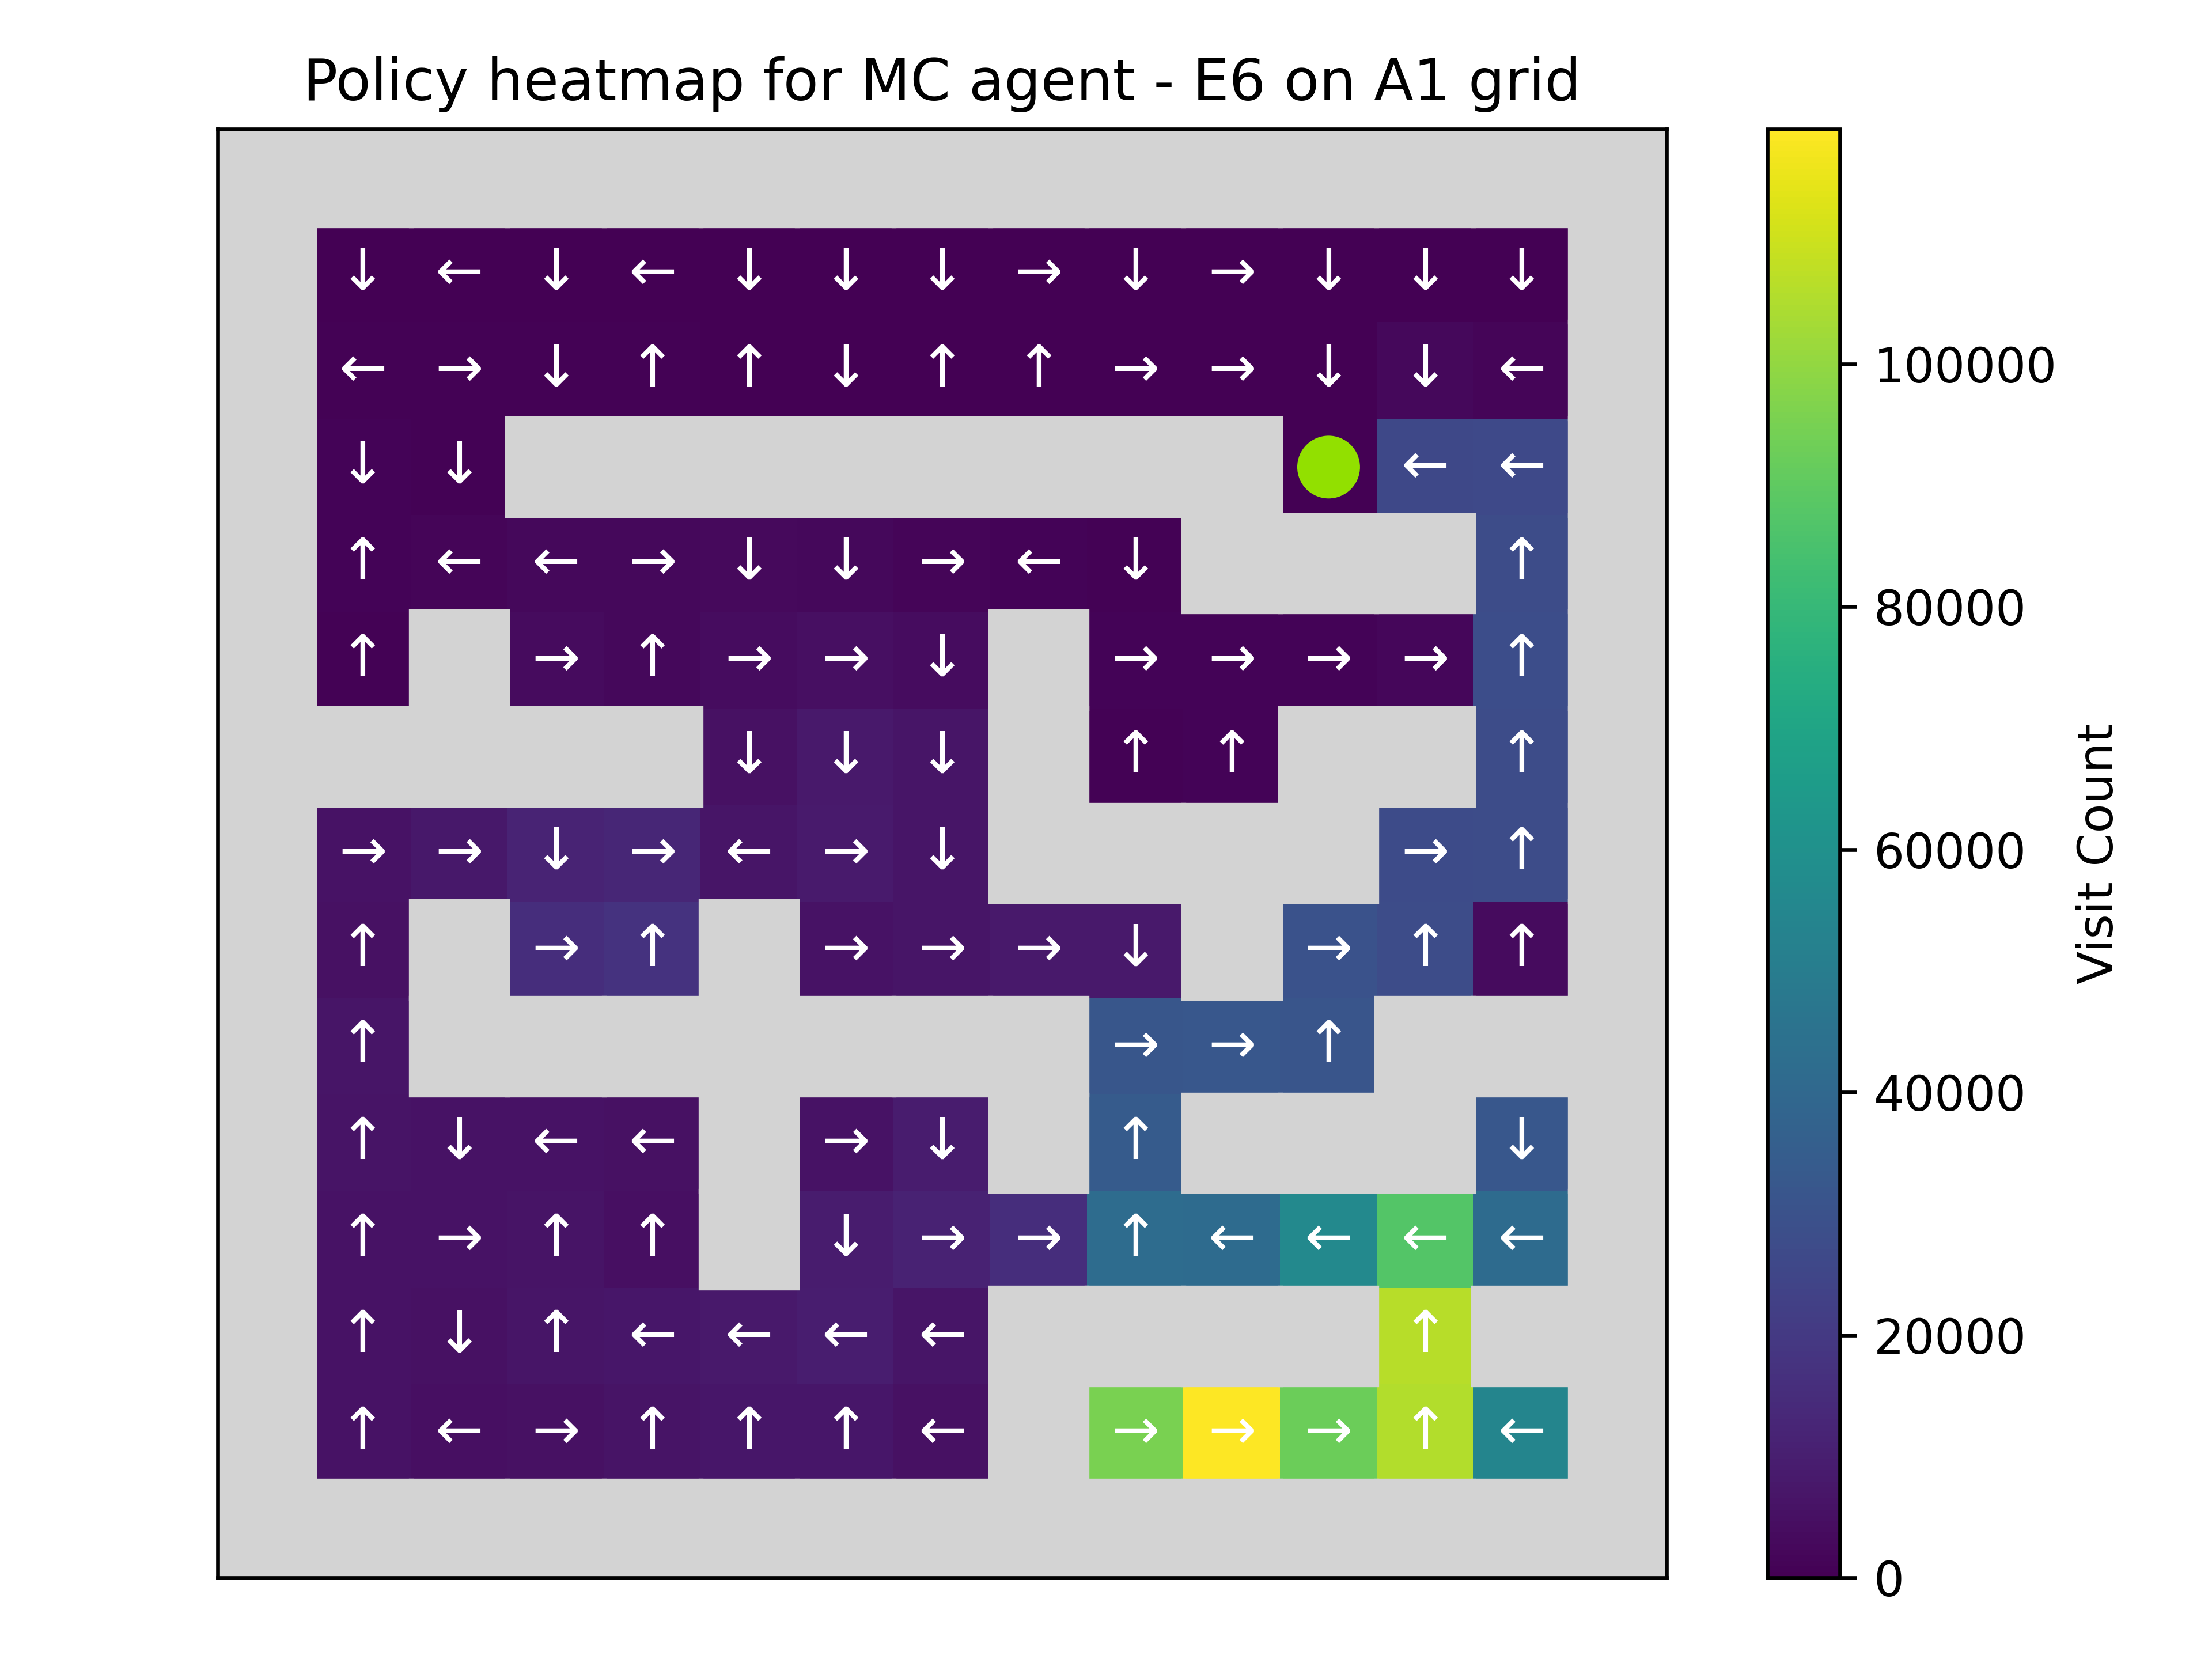 Policy heatmap for MC agent - E6 on A1 grid
↓ ← ↓ ← ↓ ↓ ↓ → ↓ → ↓ ↓ ↓
← → ↓ ↑ ↑ ↓ ↑ ↑ → → ↓ ↓ ←
↓ ↓ ← ←
↑ ← ← → ↓ ↓ → ← ↓ ↑
↑ → ↑ → → ↓ → → → → ↑
↓ ↓ ↓ ↑ ↑ ↑
→ → ↓ → ← → ↓ → ↑
↑ → ↑ → → → ↓ → ↑ ↑
↑ → → ↑
↑ ↓ ← ← → ↓ ↑ ↓
↑ → ↑ ↑ ↓ → → ↑ ← ← ← ←
↑ ↓ ↑ ← ← ← ← ↑
↑ ← → ↑ ↑ ↑ ← → → → ↑ ←
100000
80000
60000
40000
20000
0
Visit Count